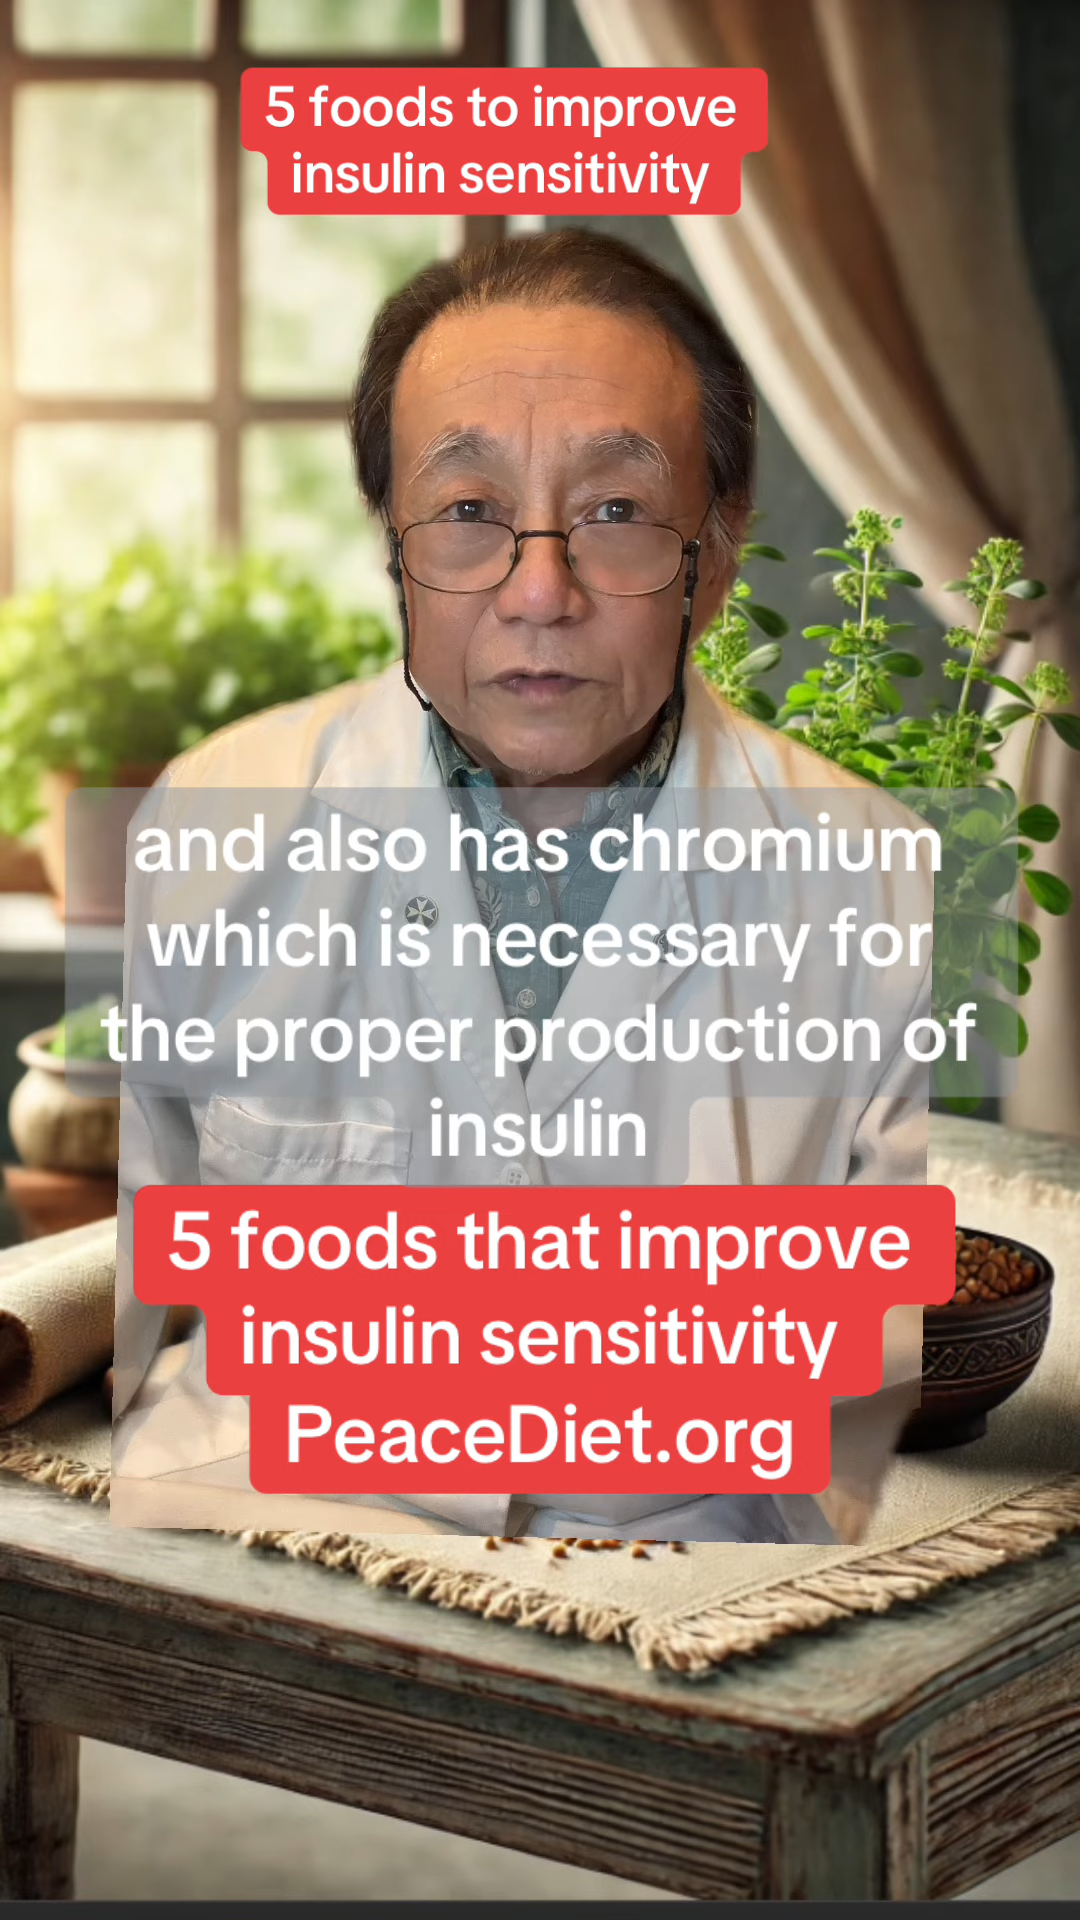 5 foods to improve
insulin sensitivity
and also has chromium
which is necessary for
the proper production of
insulin
5 foods that improve
insulin sensitivity
PeaceDiet.org